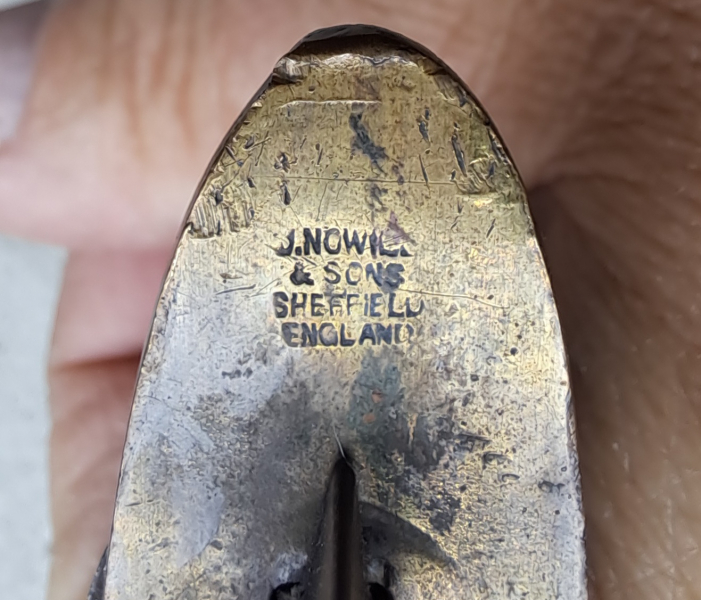 J.NOWILL
& SONS
SHEFFIELD
ENGLAND